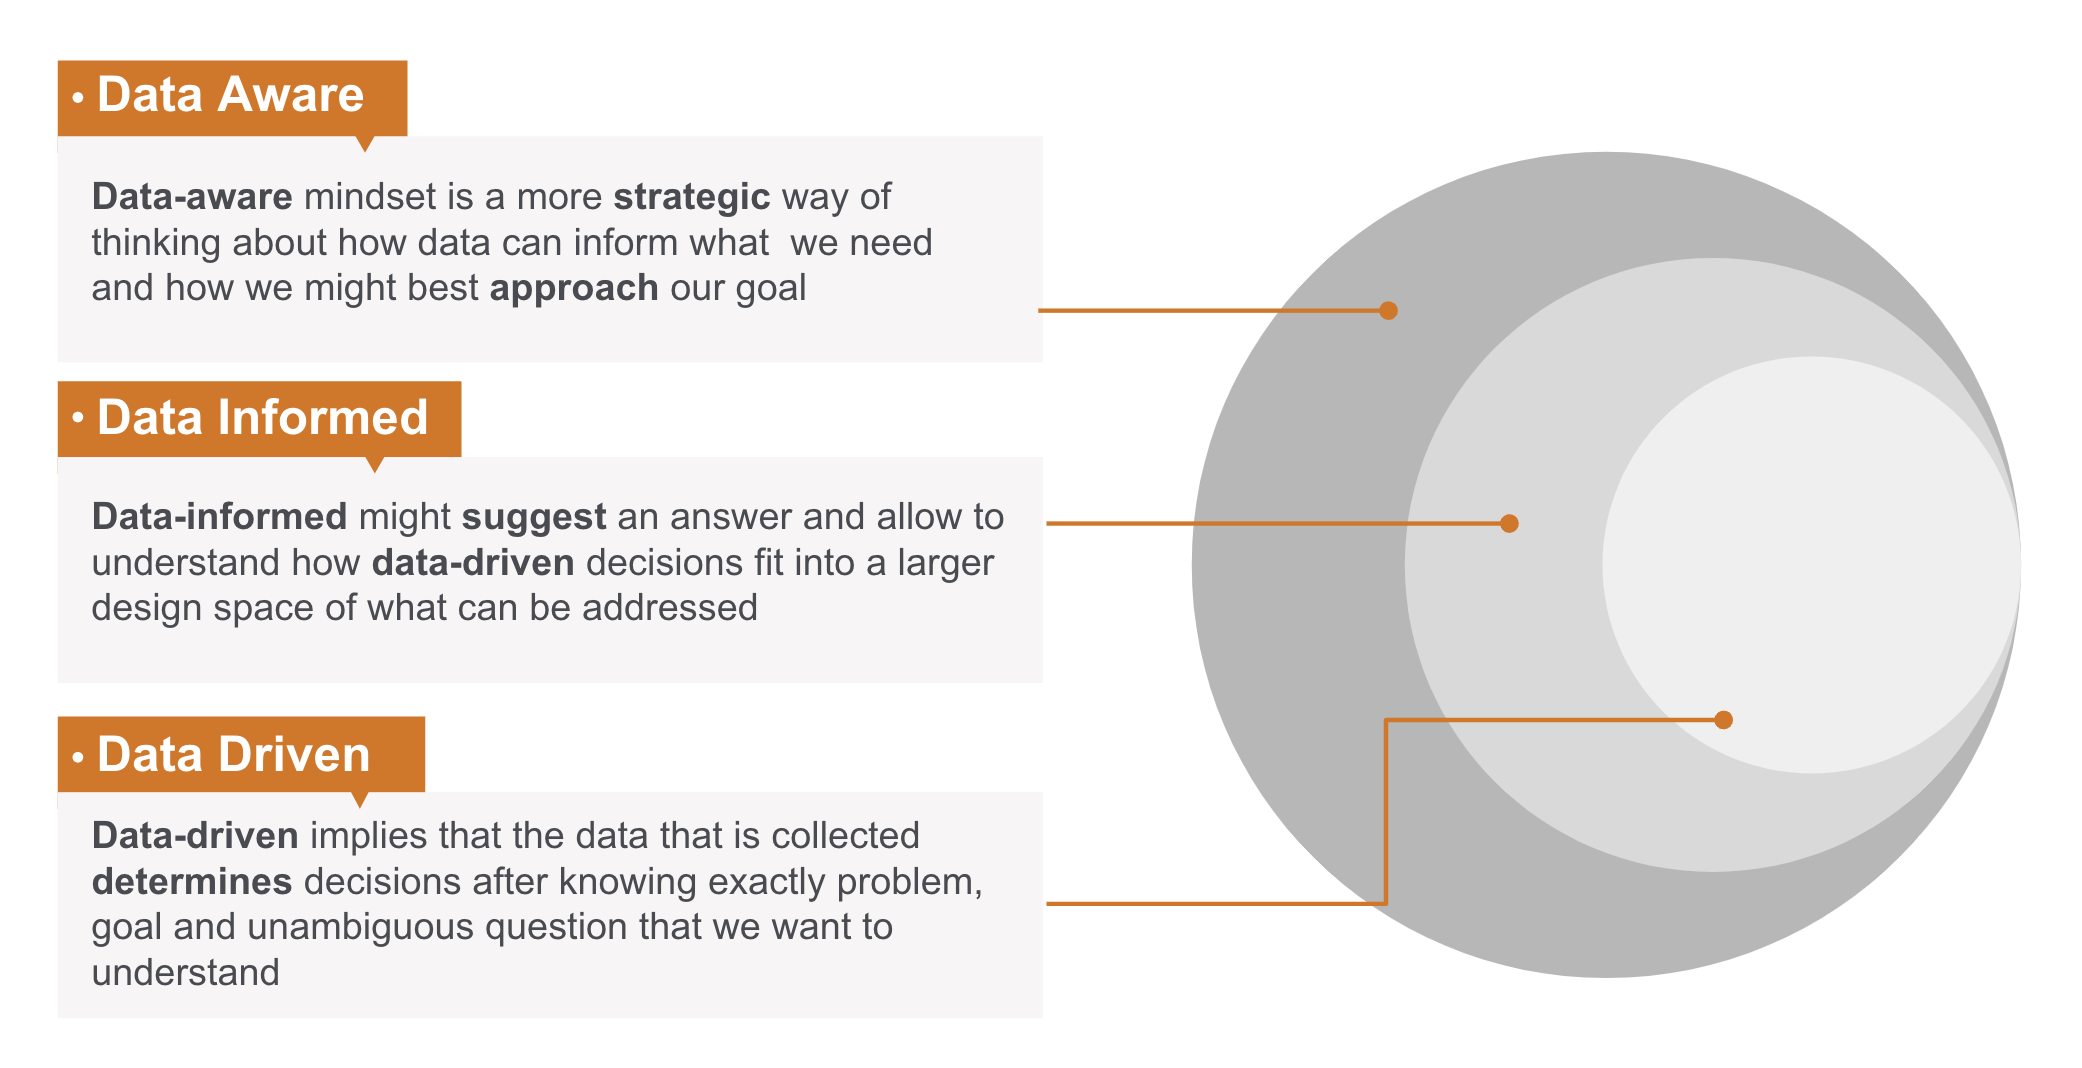 • Data Aware
Data-aware mindset is a more strategic way of
thinking about how data can inform what  we need
and how we might best approach our goal
• Data Informed
Data-informed might suggest an answer and allow to
understand how data-driven decisions fit into a larger
design space of what can be addressed
• Data Driven
Data-driven implies that the data that is collected
determines decisions after knowing exactly problem,
goal and unambiguous question that we want to
understand